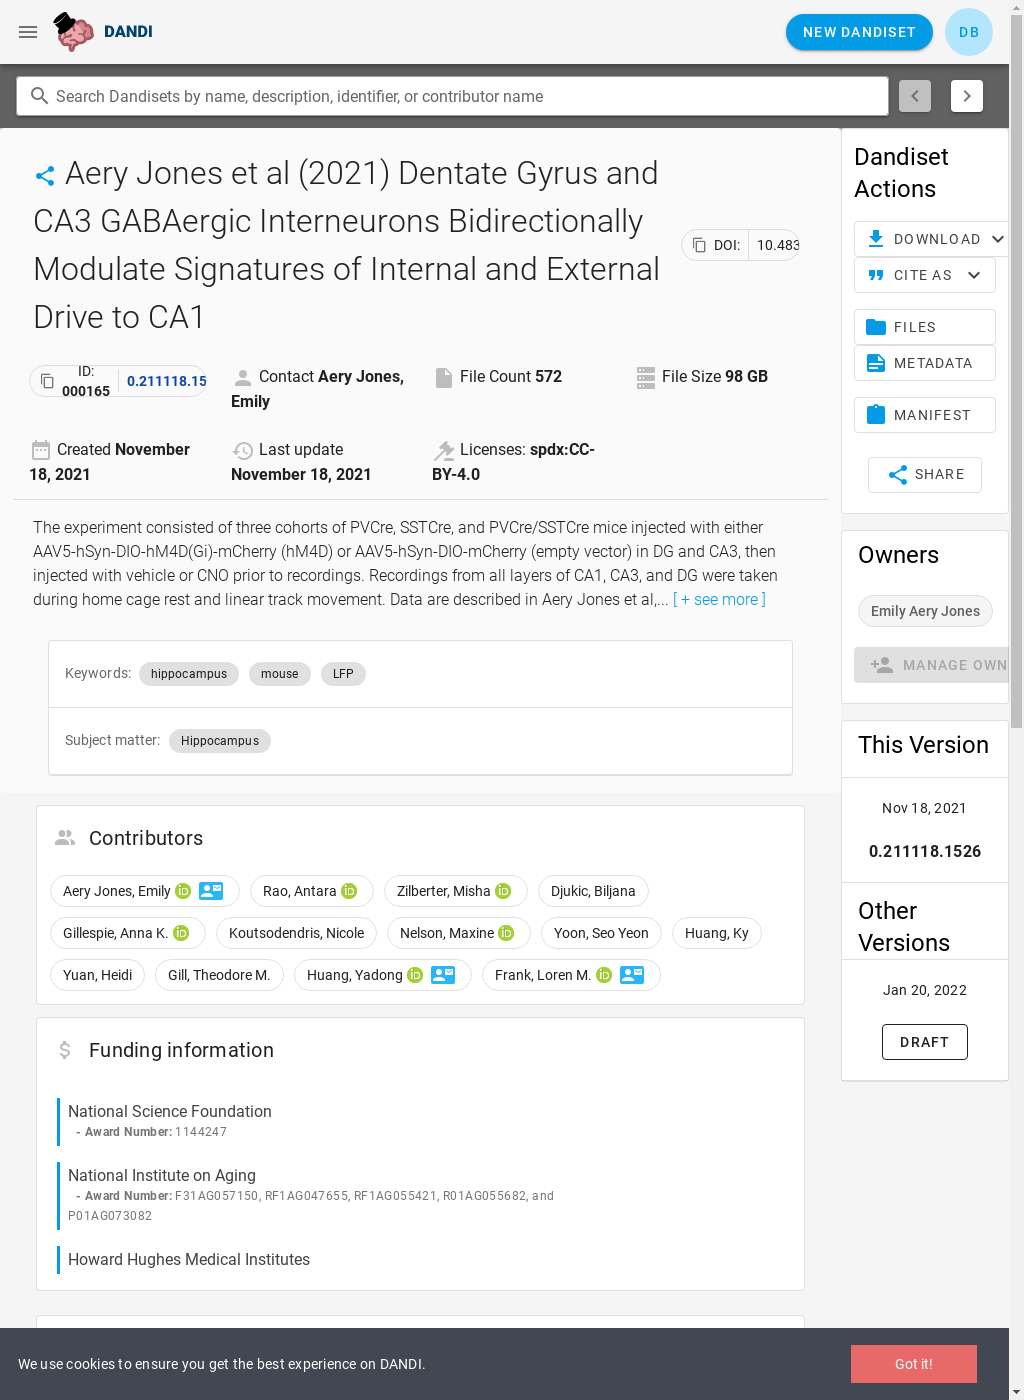 DANDI
NEW DANDISET
DB
Search Dandisets by name, description, identifier, or contributor name
Aery Jones et al (2021) Dentate Gyrus and
CA3 GABAergic Interneurons Bidirectionally
Modulate Signatures of Internal and External
Drive to CA1
DOI: 10.483
ID:
000165
0.211118.15
Contact Aery Jones,
Emily
File Count 572
File Size 98 GB
Created November
18, 2021
Last update
November 18, 2021
Licenses: spdx:CC-
BY-4.0
The experiment consisted of three cohorts of PVCre, SSTCre, and PVCre/SSTCre mice injected with either
AAV5-hSyn-DIO-hM4D(Gi)-mCherry (hM4D) or AAV5-hSyn-DIO-mCherry (empty vector) in DG and CA3, then
injected with vehicle or CNO prior to recordings. Recordings from all layers of CA1, CA3, and DG were taken
during home cage rest and linear track movement. Data are described in Aery Jones et al,... [ + see more ]
Keywords: hippocampus mouse LFP
Subject matter: Hippocampus
Contributors
Aery Jones, Emily iD Rao, Antara iD Zilberter, Misha iD Djukic, Biljana
Gillespie, Anna K. iD Koutsodendris, Nicole Nelson, Maxine iD Yoon, Seo Yeon Huang, Ky
Yuan, Heidi Gill, Theodore M. Huang, Yadong iD Frank, Loren M. iD
Funding information
National Science Foundation
- Award Number: 1144247
National Institute on Aging
- Award Number: F31AG057150, RF1AG047655, RF1AG055421, R01AG055682, and
P01AG073082
Howard Hughes Medical Institutes
Dandiset
Actions
DOWNLOAD
CITE AS
FILES
METADATA
MANIFEST
SHARE
Owners
Emily Aery Jones
MANAGE OWN
This Version
Nov 18, 2021
0.211118.1526
Other
Versions
Jan 20, 2022
DRAFT
We use cookies to ensure you get the best experience on DANDI.
Got it!